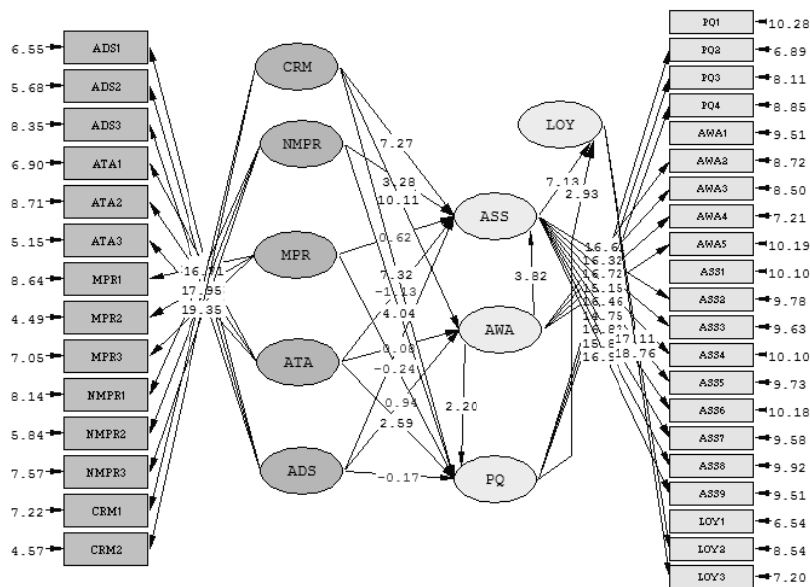 6.55 ADS1
5.68 ADS2
8.35 ADS3
6.90 ATA1
8.71 ATA2
5.15 ATA3
8.64 MPR1
4.49 MPR2
7.05 MPR3
8.14 NMPR1
5.84 NMPR2
7.57 NMPR3
7.22 CRM1
4.57 CRM2
17.95
19.35
CRM
NMPR
MPR
ATA
ADS
7.27
3.28
10.11
0.62
7.32
4.04
0.08
-0.24
0.94
2.59
-0.17
LOY
ASS
AWA
PQ
7.13
2.93
3.82
2.20
16.32
16.72
15.15
16.46
14.75
17.11
18.76
PQ1 10.28
PQ2 6.89
PQ3 8.11
PQ4 8.85
AWA1 9.51
AWA2 8.72
AWA3 8.50
AWA4 7.21
AWA5 10.19
ASS1 10.10
ASS2 9.78
ASS3 9.63
ASS4 10.10
ASS5 9.73
ASS6 10.18
ASS7 9.58
ASS8 9.92
ASS9 9.51
LOY1 6.54
LOY2 8.54
LOY3 7.20